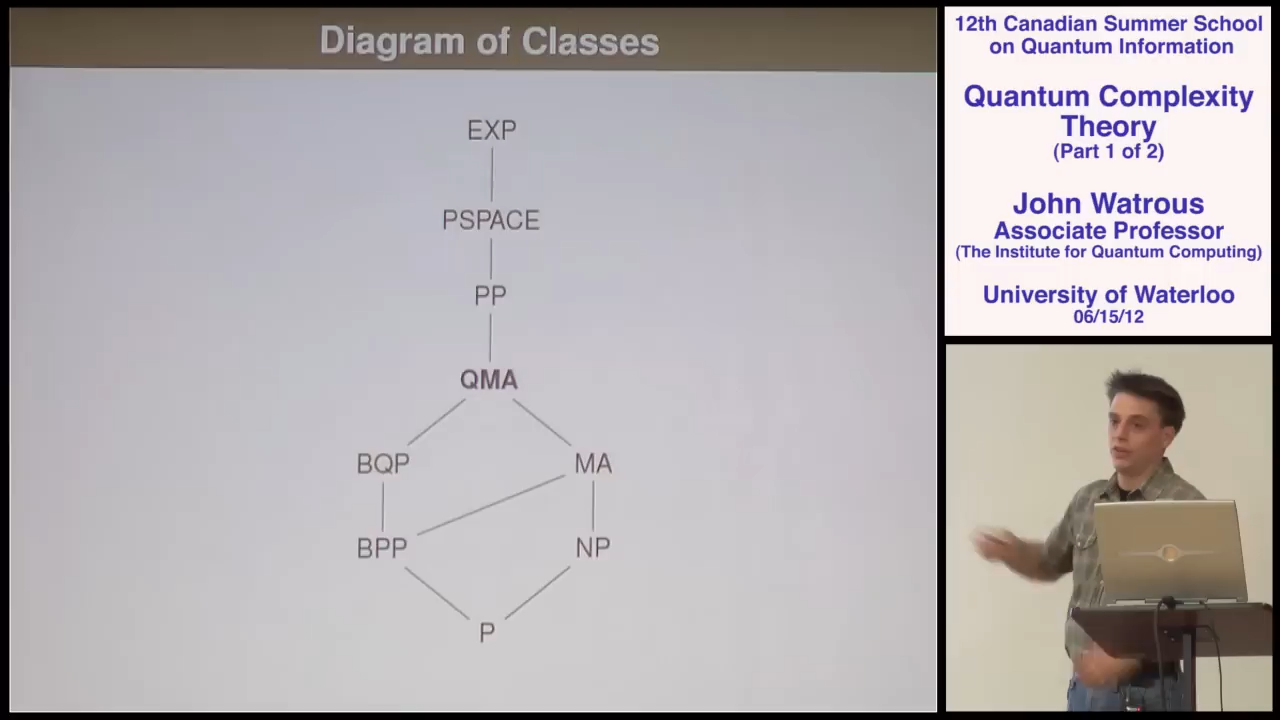 Diagram of Classes
EXP
PSPACE
PP
QMA
BQP
MA
BPP
NP
P
12th Canadian Summer School
on Quantum Information
Quantum Complexity
Theory
(Part 1 of 2)
John Watrous
Associate Professor
(The Institute for Quantum Computing)
University of Waterloo
06/15/12